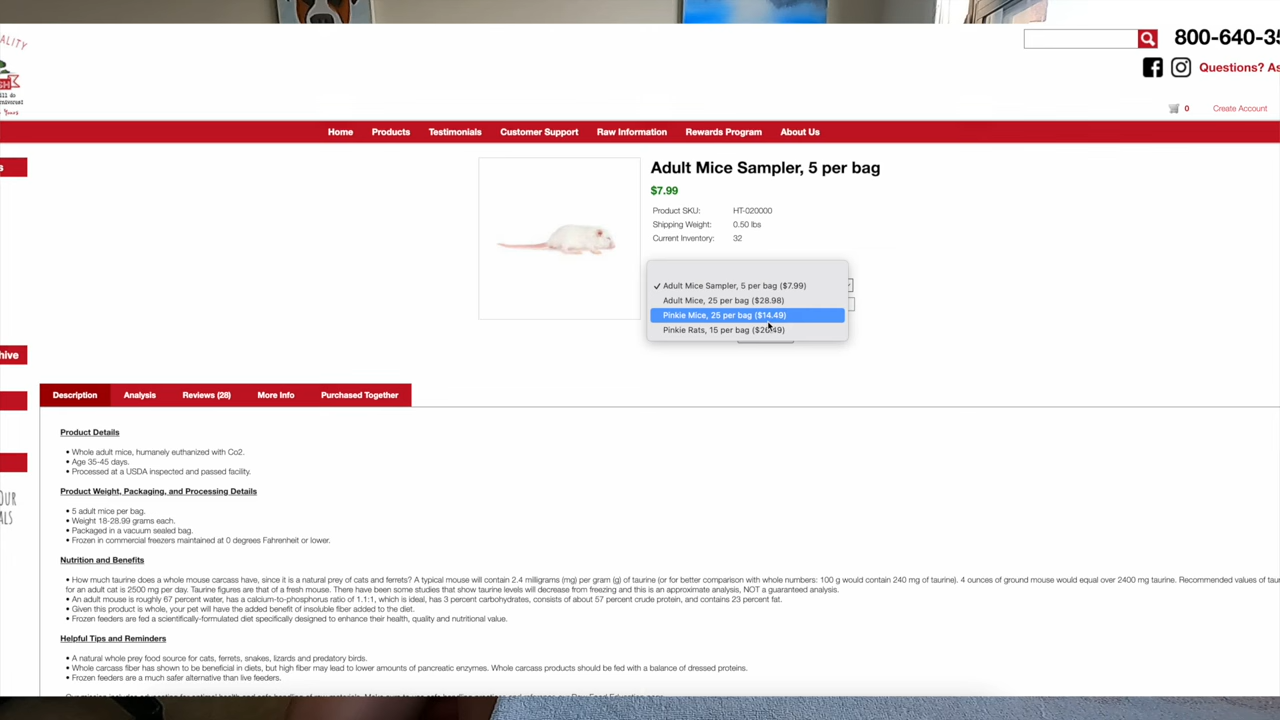 ALITY
800-640-35
Questions? As
0
Create Account
Home Products Testimonials Customer Support Raw Information Rewards Program About Us
s
Adult Mice Sampler, 5 per bag
$7.99
Product SKU: HT-020000
Shipping Weight: 0.50 lbs
Current Inventory: 32
✓ Adult Mice Sampler, 5 per bag ($7.99)
Adult Mice, 25 per bag ($28.98)
Pinkie Mice, 25 per bag ($14.49)
Pinkie Rats, 15 per bag ($26.49)
hive
Description Analysis Reviews (28) More Info Purchased Together
Product Details
• Whole adult mice, humanely euthanized with Co2.
• Age 35-45 days.
• Processed at a USDA inspected and passed facility.
Product Weight, Packaging, and Processing Details
• 5 adult mice per bag.
• Weight 18-28.99 grams each.
• Packaged in a vacuum sealed bag.
• Frozen in commercial freezers maintained at 0 degrees Fahrenheit or lower.
Nutrition and Benefits
• How much taurine does a whole mouse carcass have, since it is a natural prey of cats and ferrets? A typical mouse will contain 2.4 milligrams (mg) per gram (g) of taurine (or for better comparison with whole numbers: 100 g would contain 240 mg of taurine). 4 ounces of ground mouse would equal over 2400 mg taurine. Recommended values of tau
for an adult cat is 2500 mg per day. Taurine figures are that of a fresh mouse. There have been some studies that show taurine levels will decrease from freezing and this is an approximate analysis, NOT a guaranteed analysis.
• An adult mouse is roughly 67 percent water, has a calcium-to-phosphorus ratio of 1.1:1, which is ideal, has 3 percent carbohydrates, consists of about 57 percent crude protein, and contains 23 percent fat.
• Given this product is whole, your pet will have the added benefit of insoluble fiber added to the diet.
• Frozen feeders are fed a scientifically-formulated diet specifically designed to enhance their health, quality and nutritional value.
Helpful Tips and Reminders
• A natural whole prey food source for cats, ferrets, snakes, lizards and predatory birds.
• Whole carcass fiber has shown to be beneficial in diets, but high fiber may lead to lower amounts of pancreatic enzymes. Whole carcass products should be fed with a balance of dressed proteins.
• Frozen feeders are a much safer alternative than live feeders.